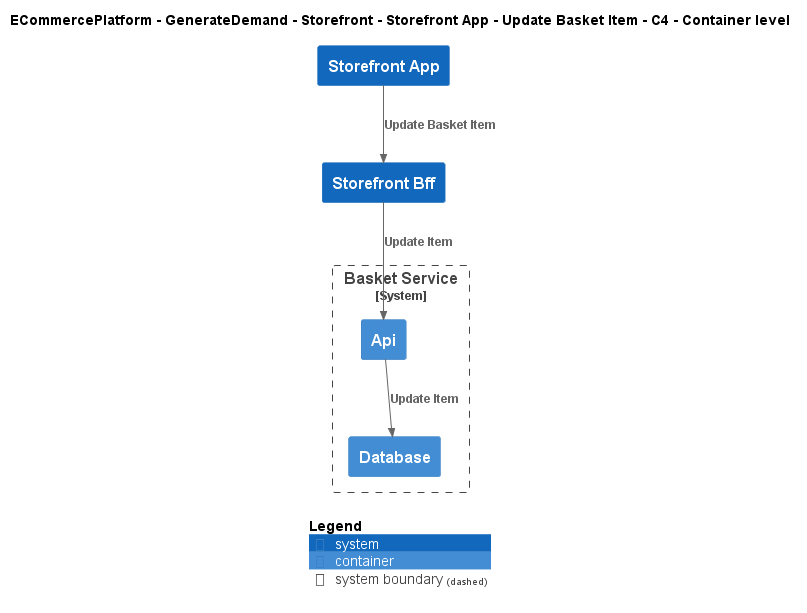 ECommercePlatform - GenerateDemand - Storefront - Storefront App - Update Basket Item - C4 - Container level
Storefront App
Update Basket Item
Storefront Bff
Update Item
Basket Service
[System]
Api
Update Item
Database
Legend
system
container
system boundary (dashed)